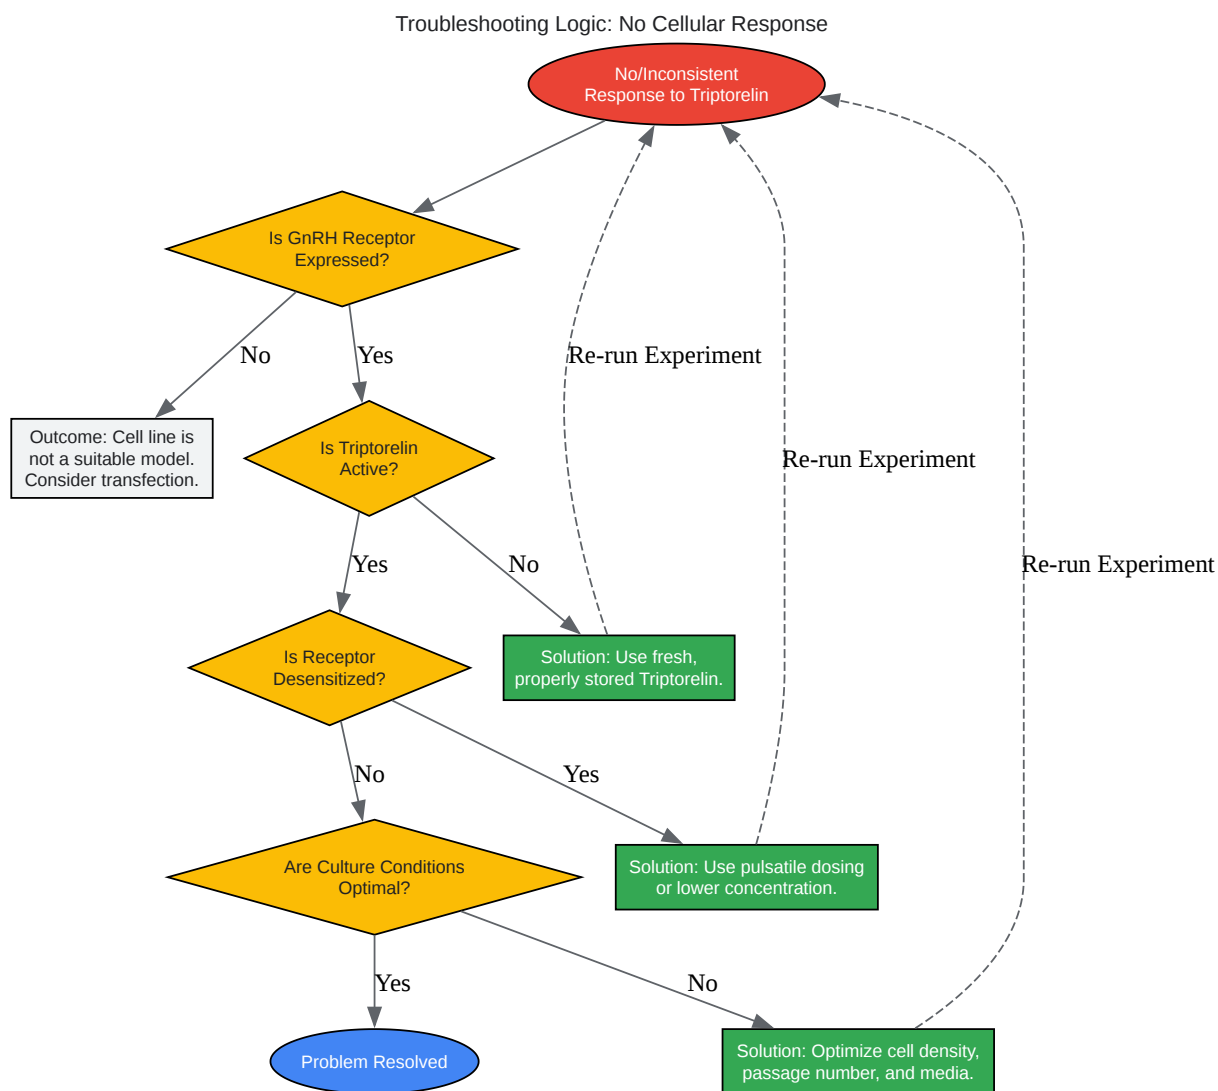 Troubleshooting Logic: No Cellular Response
No/Inconsistent
Response to Triptorelin
Is GnRH Receptor
Expressed?
No
Yes
Re-run Experiment
Outcome: Cell line is
not a suitable model.
Consider transfection.
Is Triptorelin
Active?
Re-run Experiment
Yes
No
Re-run Experiment
Is Receptor
Desensitized?
Solution: Use fresh,
properly stored Triptorelin.
No
Yes
Are Culture Conditions
Optimal?
Solution: Use pulsatile dosing
or lower concentration.
Yes
No
Problem Resolved
Solution: Optimize cell density,
passage number, and media.